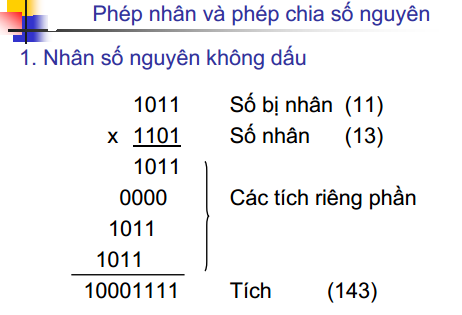 Phép nhân và phép chia số nguyên
1. Nhân số nguyên không dấu
1011 Số bị nhân (11)
x 1101 Số nhân (13)
1011
0000 Các tích riêng phần
1011
1011
10001111 Tích (143)